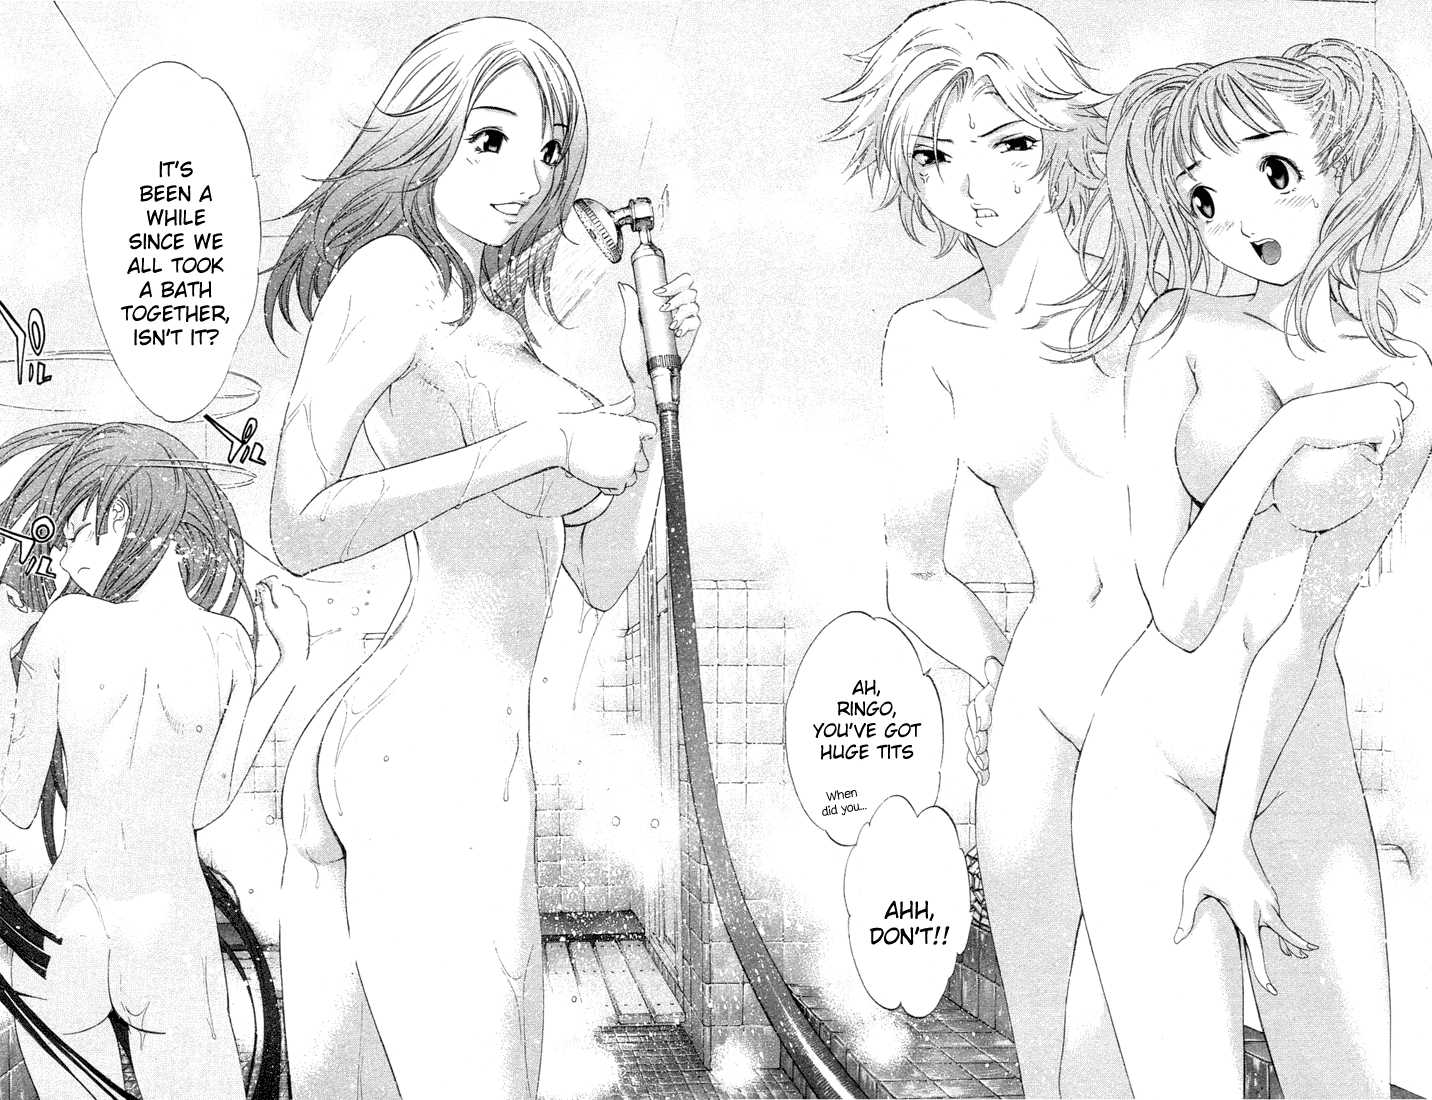 IT'S
BEEN A
WHILE
SINCE WE
ALL TOOK
A BATH
TOGETHER,
ISN'T IT?
AH,
RINGO,
YOU'VE GOT
HUGE TITS
When
did you...
AHH,
DON'T!!